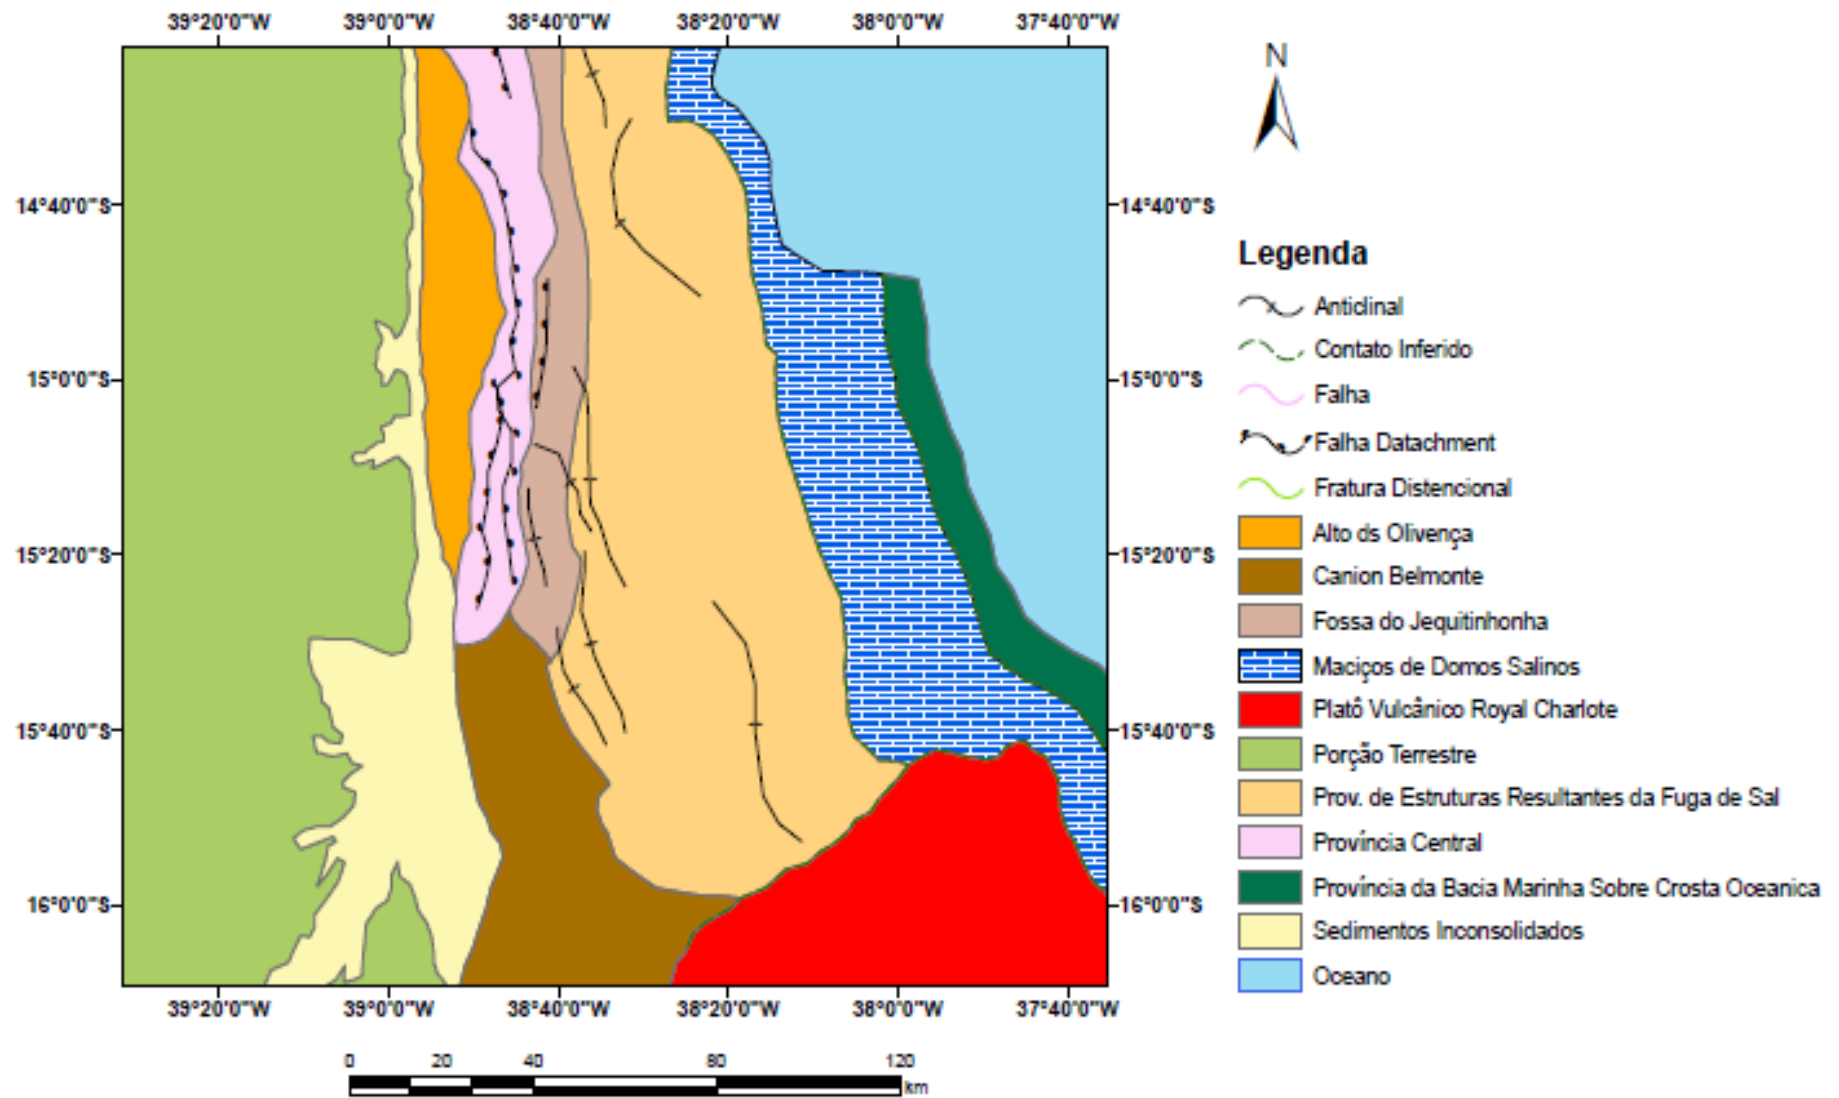 39°20'0"W 39°0'0"W 38°40'0"W 38°20'0"W 38°0'0"W 37°40'0"W
N
14°40'0"S 14°40'0"S
Legenda
Anticlinal
Contato Inferido
15°0'0"S 15°0'0"S
Falha
Falha Datachment
Fratura Distencional
Alto ds Olivença
15°20'0"S 15°20'0"S
Canion Belmonte
Fossa do Jequitinhonha
Maciços de Domos Salinos
Platô Vulcânico Royal Charlote
15°40'0"S 15°40'0"S
Porção Terrestre
Prov. de Estruturas Resultantes da Fuga de Sal
Província Central
Província da Bacia Marinha Sobre Crosta Oceanica
16°0'0"S 16°0'0"S
Sedimentos Inconsolidados
Oceano
39°20'0"W 39°0'0"W 38°40'0"W 38°20'0"W 38°0'0"W 37°40'0"W
0 20 40 80 120
km